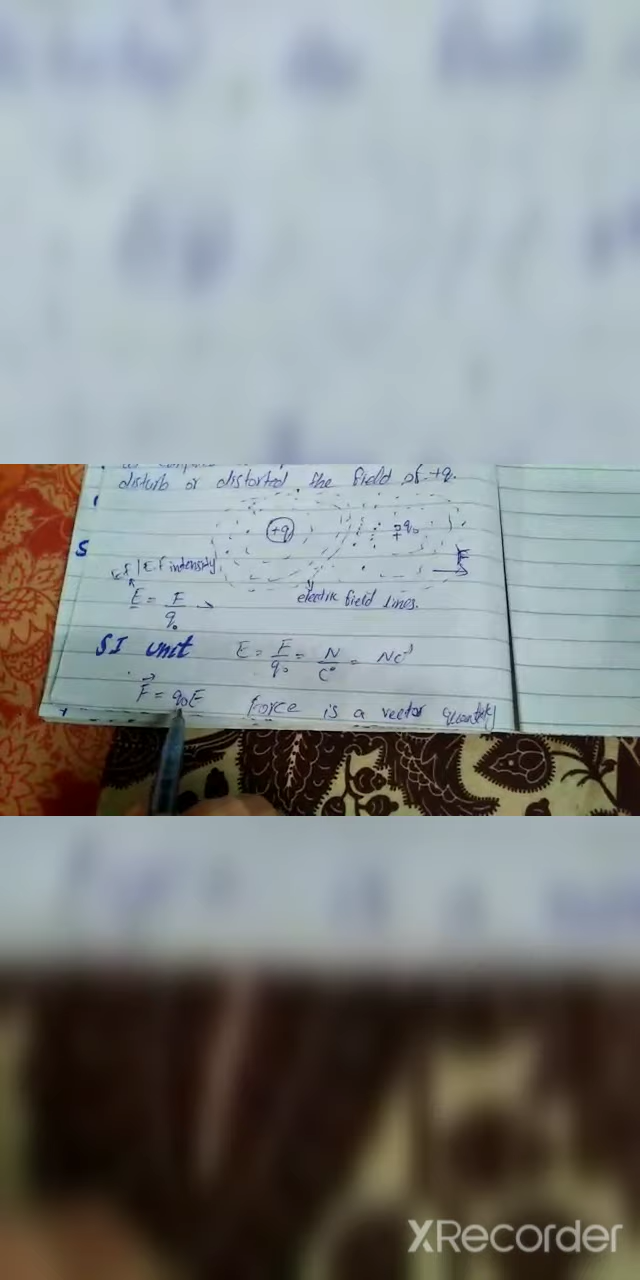 disturb or distorted the field of +q.
+q
+q₀
F
E.f | E.f intensity.
E = F/q₀
electric field lines.
SI unit E = F/q₀ = N/C = NC⁻¹
F = q₀E Force is a vector quantity
XRecorder